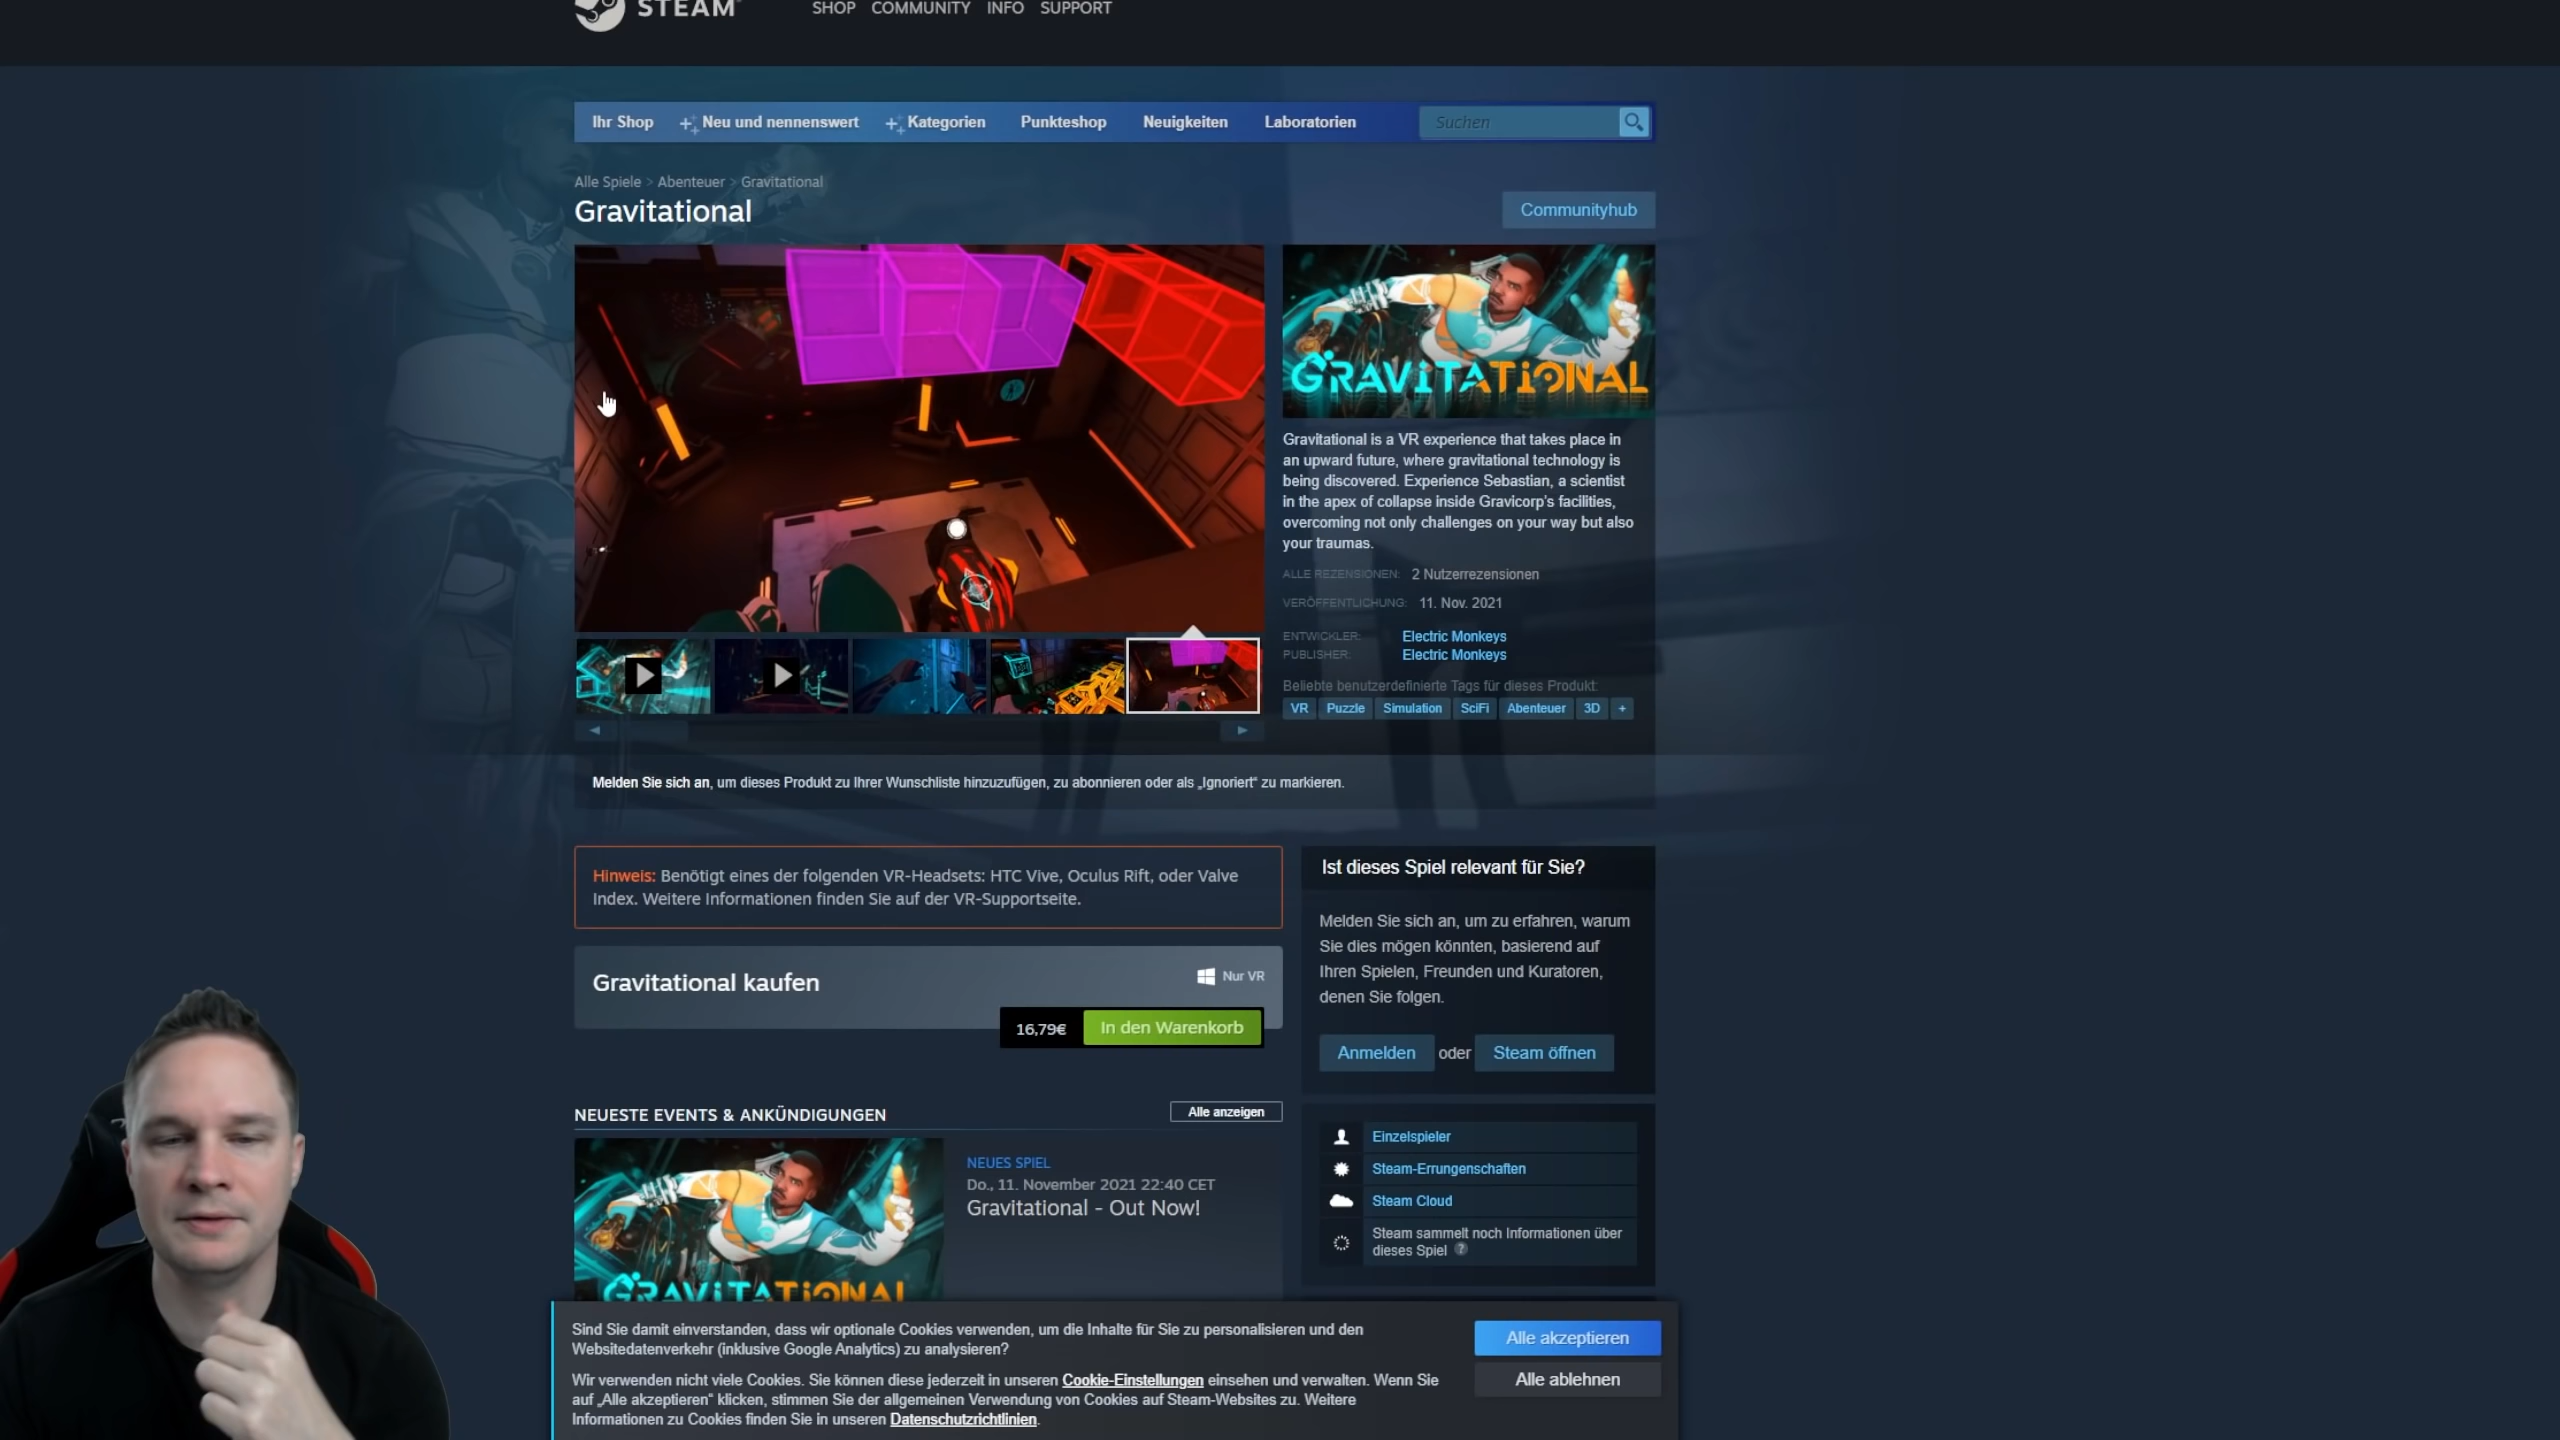 STEAM
SHOP COMMUNITY INFO SUPPORT
Ihr Shop Neu und nennenswert Kategorien Punkteshop Neuigkeiten Laboratorien Suchen
Alle Spiele > Abenteuer > Gravitational
Gravitational
Communityhub
GRAVITATIONAL
Gravitational is a VR experience that takes place in
an upward future, where gravitational technology is
being discovered. Experience Sebastian, a scientist
in the apex of collapse inside Gravicorp's facilities,
overcoming not only challenges on your way but also
your traumas.
ALLE REZENSIONEN: 2 Nutzerrezensionen
VERÖFFENTLICHUNG: 11. Nov. 2021
ENTWICKLER: Electric Monkeys
PUBLISHER: Electric Monkeys
Beliebte benutzerdefinierte Tags für dieses Produkt:
VR Puzzle Simulation SciFi Abenteuer 3D +
Melden Sie sich an, um dieses Produkt zu Ihrer Wunschliste hinzuzufügen, zu abonnieren oder als „Ignoriert“ zu markieren.
Hinweis: Benötigt eines der folgenden VR-Headsets: HTC Vive, Oculus Rift, oder Valve
Index. Weitere Informationen finden Sie auf der VR-Supportseite.
Gravitational kaufen
Nur VR
16,79€ In den Warenkorb
Ist dieses Spiel relevant für Sie?
Melden Sie sich an, um zu erfahren, warum
Sie dies mögen könnten, basierend auf
Ihren Spielen, Freunden und Kuratoren,
denen Sie folgen.
Anmelden oder Steam öffnen
NEUESTE EVENTS & ANKÜNDIGUNGEN
Alle anzeigen
GRAVITATIONAL
NEUES SPIEL
Do., 11. November 2021 22:40 CET
Gravitational - Out Now!
Einzelspieler
Steam-Errungenschaften
Steam Cloud
Steam sammelt noch Informationen über
dieses Spiel ?
Sind Sie damit einverstanden, dass wir optionale Cookies verwenden, um die Inhalte für Sie zu personalisieren und den
Websitedatenverkehr (inklusive Google Analytics) zu analysieren?
Wir verwenden nicht viele Cookies. Sie können diese jederzeit in unseren Cookie-Einstellungen einsehen und verwalten. Wenn Sie
auf „Alle akzeptieren“ klicken, stimmen Sie der allgemeinen Verwendung von Cookies auf Steam-Websites zu. Weitere
Informationen zu Cookies finden Sie in unseren Datenschutzrichtlinien.
Alle akzeptieren
Alle ablehnen